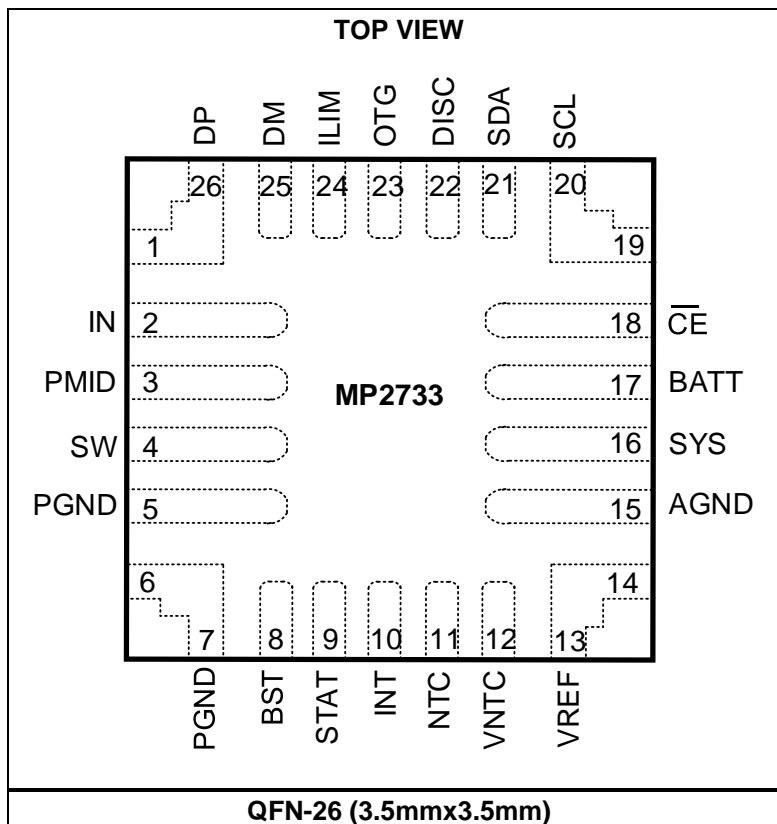 TOP VIEW
DP DM ILIM OTG DISC SDA SCL
26 25 24 23 22 21 20
1 19
IN 2 18 C̅E̅
PMID 3 MP2733 17 BATT
SW 4 16 SYS
PGND 5 15 AGND
6 14
7 8 9 10 11 12 13
PGND BST STAT INT NTC VNTC VREF
QFN-26 (3.5mmx3.5mm)